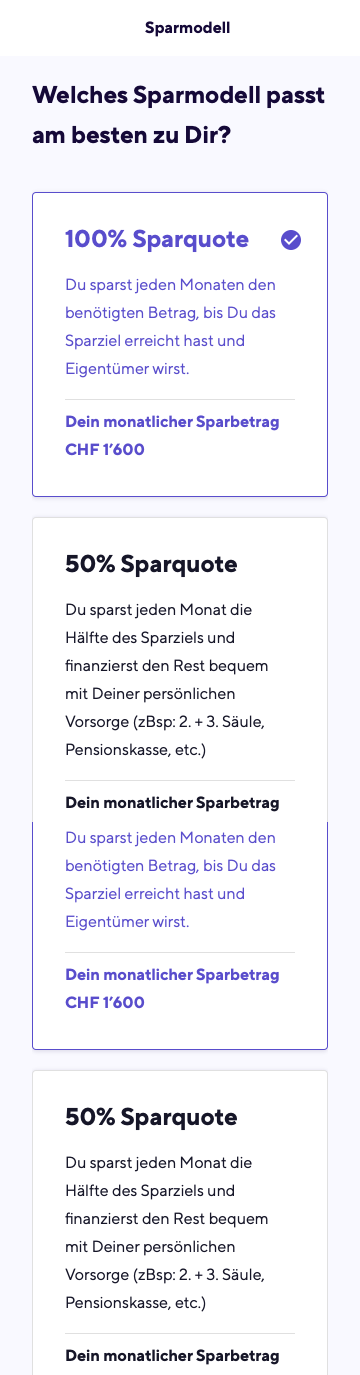 Sparmodell
Welches Sparmodell passt
am besten zu Dir?
100% Sparquote
Du sparst jeden Monaten den
benötigten Betrag, bis Du das
Sparziel erreicht hast und
Eigentümer wirst.
Dein monatlicher Sparbetrag
CHF 1’600
50% Sparquote
Du sparst jeden Monat die
Hälfte des Sparziels und
finanzierst den Rest bequem
mit Deiner persönlichen
Vorsorge (zBsp: 2. + 3. Säule,
Pensionskasse, etc.)
Dein monatlicher Sparbetrag
Du sparst jeden Monaten den
benötigten Betrag, bis Du das
Sparziel erreicht hast und
Eigentümer wirst.
Dein monatlicher Sparbetrag
CHF 1’600
50% Sparquote
Du sparst jeden Monat die
Hälfte des Sparziels und
finanzierst den Rest bequem
mit Deiner persönlichen
Vorsorge (zBsp: 2. + 3. Säule,
Pensionskasse, etc.)
Dein monatlicher Sparbetrag